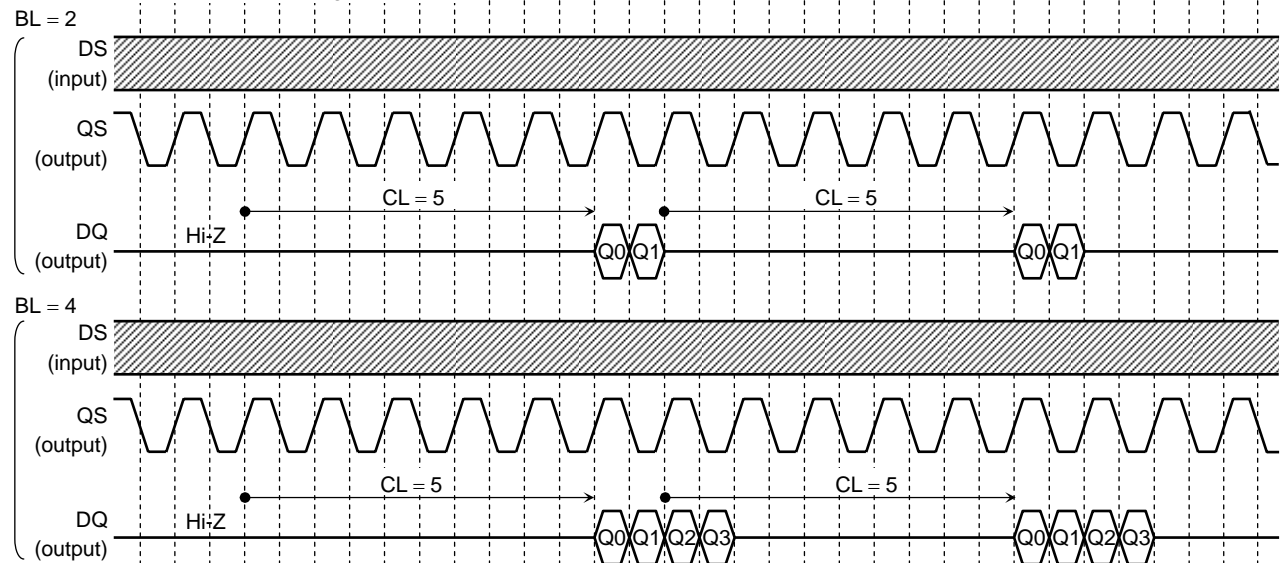 BL = 2
DS
(input)
QS
(output)
CL = 5 CL = 5
DQ Hi-Z Q0 Q1 Q0 Q1
(output)
BL = 4
DS
(input)
QS
(output)
CL = 5 CL = 5
DQ Hi-Z Q0 Q1 Q2 Q3 Q0 Q1 Q2 Q3
(output)